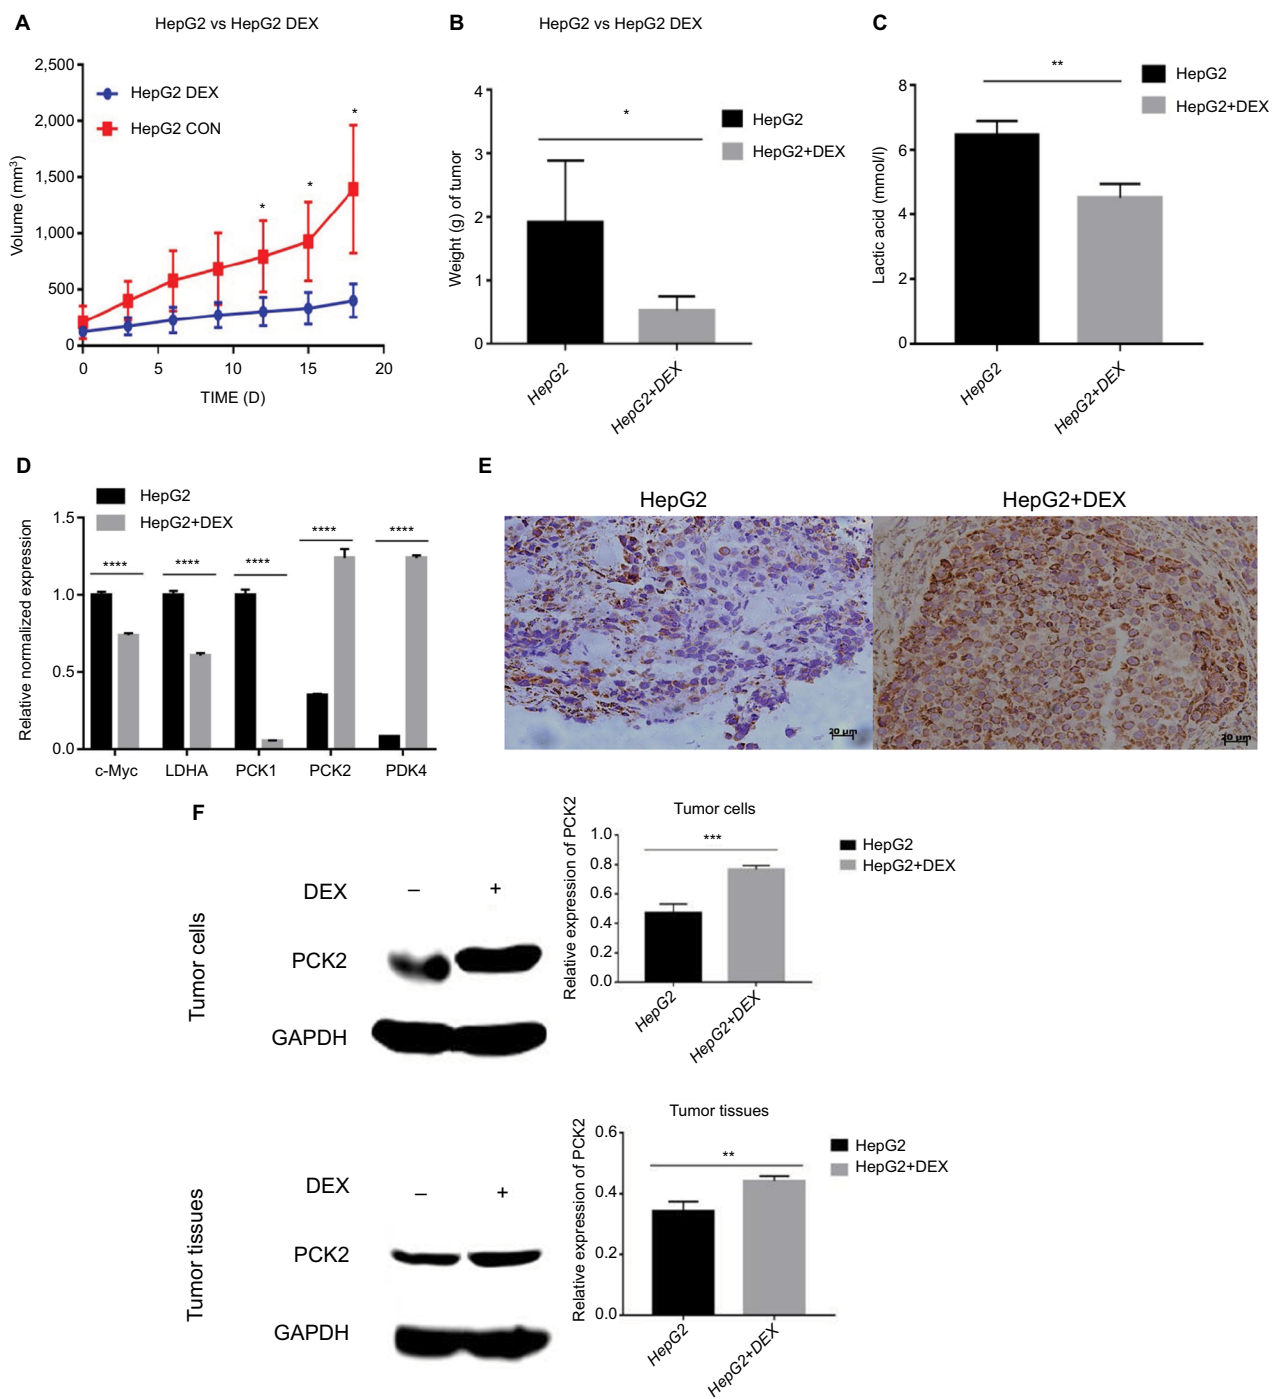 A
HepG2 vs HepG2 DEX
2,500
2,000
1,500
1,000
500
0
Volume (mm³)
HepG2 DEX
HepG2 CON
*
*
*
0 5 10 15 20
TIME (D)
B
HepG2 vs HepG2 DEX
4
3
2
1
0
Weight (g) of tumor
*
HepG2
HepG2+DEX
HepG2
HepG2+DEX
C
8
6
4
2
0
Lactic acid (mmol/l)
**
HepG2
HepG2+DEX
HepG2
HepG2+DEX
D
HepG2
HepG2+DEX
1.5
1.0
0.5
0.0
Relative normalized expression
**** **** **** **** ****
c-Myc LDHA PCK1 PCK2 PDK4
E
HepG2
HepG2+DEX
20 µm
20 µm
F
Tumor cells
DEX – +
PCK2
GAPDH
Tumor cells
1.0
0.8
0.6
0.4
0.2
0.0
Relative expression of PCK2
***
HepG2
HepG2+DEX
HepG2
HepG2+DEX
Tumor tissues
DEX – +
PCK2
GAPDH
Tumor tissues
0.6
0.4
0.2
0.0
Relative expression of PCK2
**
HepG2
HepG2+DEX
HepG2
HepG2+DEX